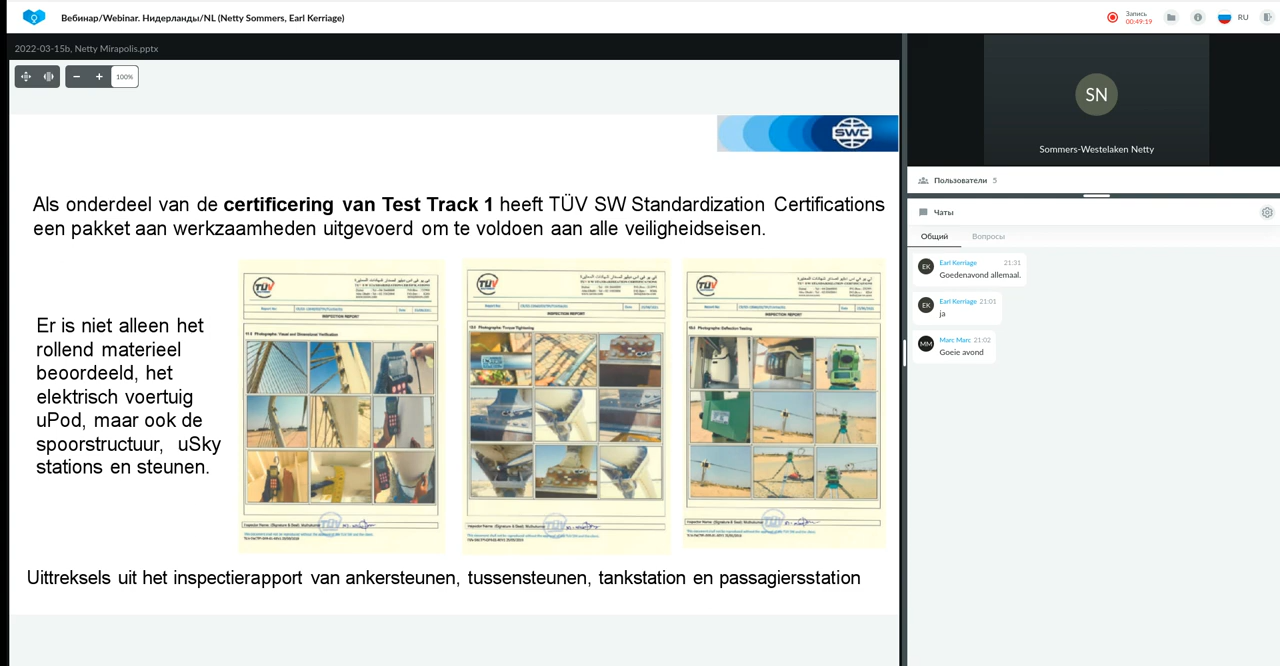 Вебинар/Webinar. Нидерланды/NL (Netty Sommers, Earl Kerriage)
Запись
00:49:19
RU
2022-03-15b, Netty Mirapolis.pptx
100%
SWC
Als onderdeel van de certificering van Test Track 1 heeft TÜV SW Standardization Certifications
een pakket aan werkzaamheden uitgevoerd om te voldoen aan alle veiligheidseisen.
Er is niet alleen het
rollend materieel
beoordeeld, het
elektrisch voertuig
uPod, maar ook de
spoorstructuur, uSky
stations en steunen.
TÜV
INSPECTION REPORT
TÜV
INSPECTION REPORT
TÜV
INSPECTION REPORT
Uittreksels uit het inspectierapport van ankersteunen, tussensteunen, tankstation en passagiersstation
SN
Sommers-Westelaken Netty
Пользователи 5
Чаты
Общий Вопросы
EK
Earl Kerriage 21:31
Goedenavond allemaal.
EK
Earl Kerriage 21:01
ja
MM
Marc Marc 21:02
Goeie avond